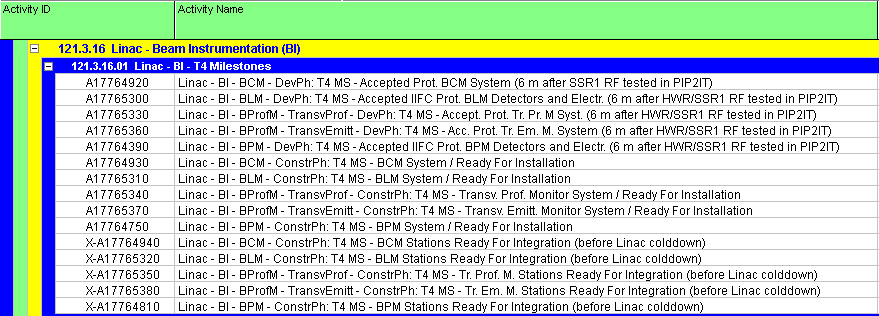 Activity ID Activity Name
121.3.16 Linac - Beam Instrumentation (BI)
121.3.16.01 Linac - BI - T4 Milestones
A17764920 Linac - BI - BCM - DevPh: T4 MS - Accepted Prot. BCM System (6 m after SSR1 RF tested in PIP2IT)
A17765300 Linac - BI - BLM - DevPh: T4 MS - Accepted IIFC Prot. BLM Detectors and Electr. (6 m after HWR/SSR1 RF tested in PIP2IT)
A17765330 Linac - BI - BProfM - TransvProf - DevPh: T4 MS - Accept. Prot. Tr. Pr. M Syst. (6 m after HWR/SSR1 RF tested in PIP2IT)
A17765360 Linac - BI - BProfM - TransvEmitt - DevPh: T4 MS - Acc. Prot. Tr. Em. M. System (6 m after HWR/SSR1 RF tested in PIP2IT)
A17764390 Linac - BI - BPM - DevPh: T4 MS - Accepted IIFC Prot. BPM Detectors and Electr. (6 m after HWR/SSR1 RF tested in PIP2IT)
A17764930 Linac - BI - BCM - ConstrPh: T4 MS - BCM System / Ready For Installation
A17765310 Linac - BI - BLM - ConstrPh: T4 MS - BLM System / Ready For Installation
A17765340 Linac - BI - BProfM - TransvProf - ConstrPh: T4 MS - Transv. Prof. Monitor System / Ready For Installation
A17765370 Linac - BI - BProfM - TransvEmitt - ConstrPh: T4 MS - Transv. Emitt. Monitor System / Ready For Installation
A17764750 Linac - BI - BPM - ConstrPh: T4 MS - BPM System / Ready For Installation
X-A17764940 Linac - BI - BCM - ConstrPh: T4 MS - BCM Stations Ready For Integration (before Linac colddown)
X-A17765320 Linac - BI - BLM - ConstrPh: T4 MS - BLM Stations Ready For Integration (before Linac colddown)
X-A17765350 Linac - BI - BProfM - TransvProf - ConstrPh: T4 MS - Tr. Prof. M. Stations Ready For Integration (before Linac colddown)
X-A17765380 Linac - BI - BProfM - TransvEmitt - ConstrPh: T4 MS - Tr. Em. M. Stations Ready For Integration (before Linac colddown)
X-A17764810 Linac - BI - BPM - ConstrPh: T4 MS - BPM Stations Ready For Integration (before Linac colddown)